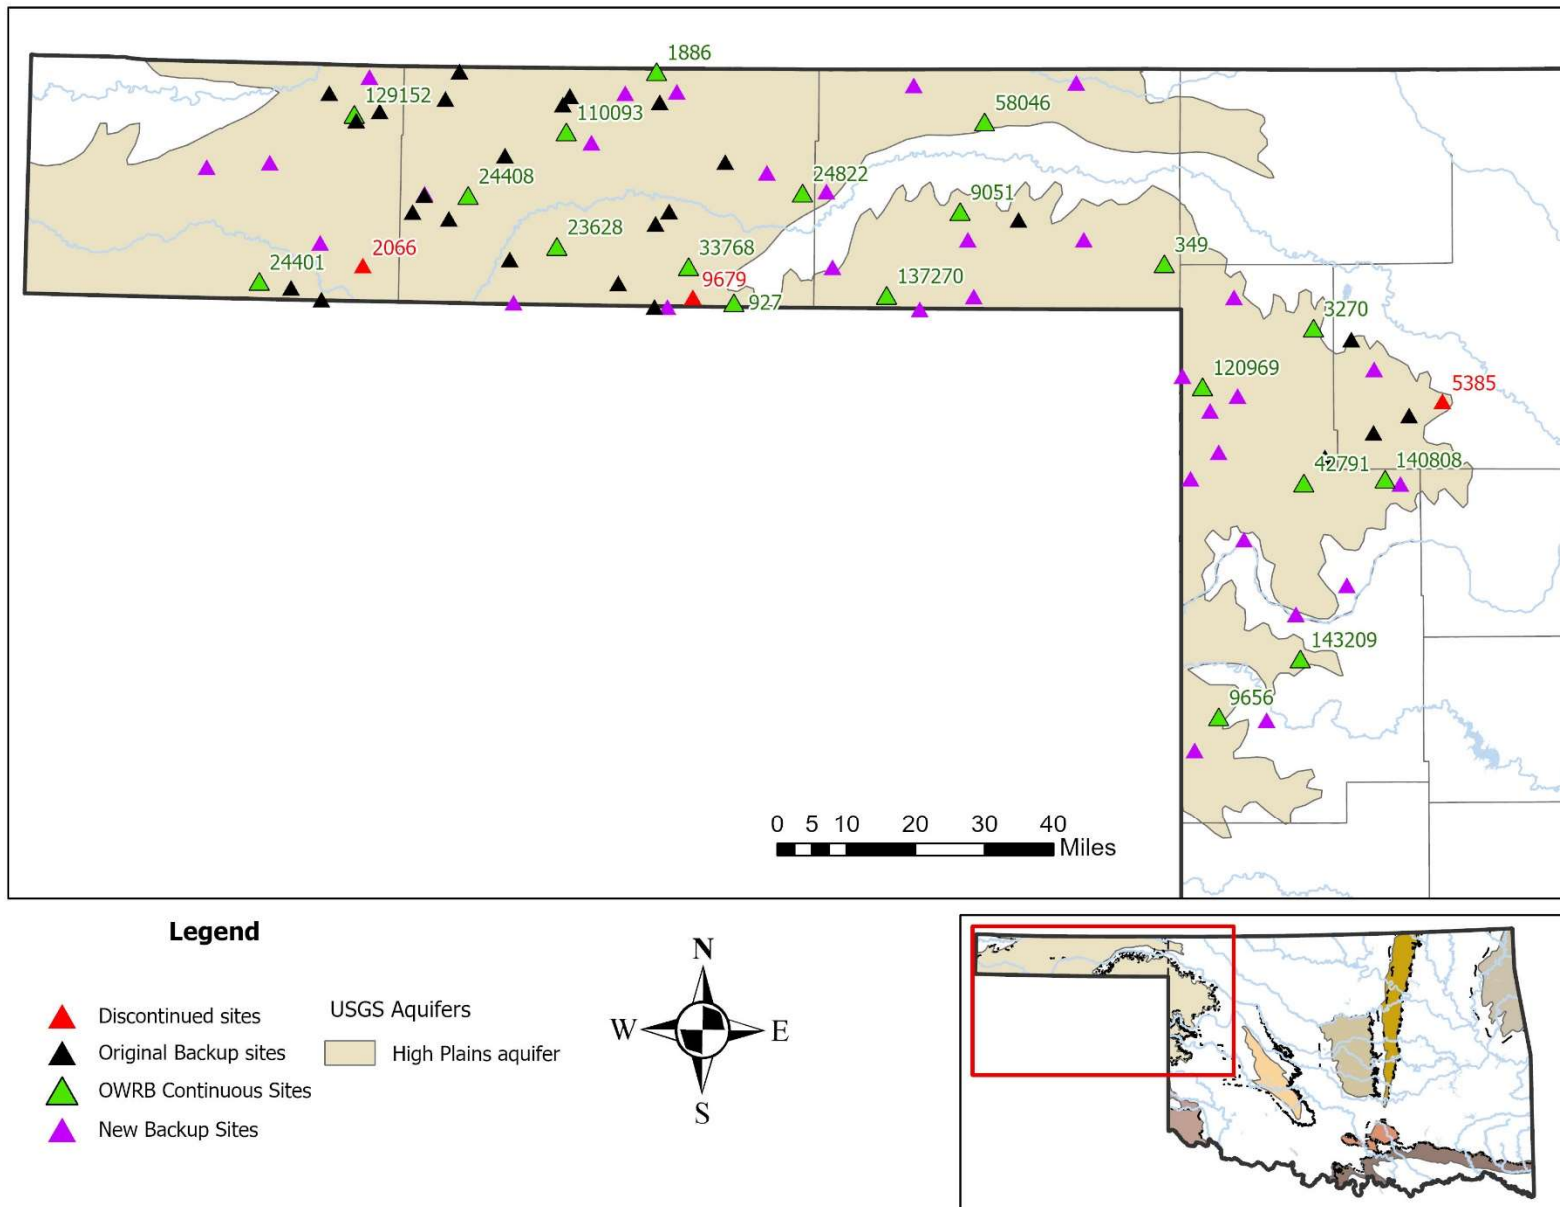 1886
129152
110093
58046
24408
24822
9051
23628
2066
33768
349
24401
9679
137270
927
3270
120969
5385
42791
140808
143209
9656
0 5 10 20 30 40
Miles
Legend
Discontinued sites
Original Backup sites
OWRB Continuous Sites
New Backup Sites
USGS Aquifers
High Plains aquifer
N
W E
S